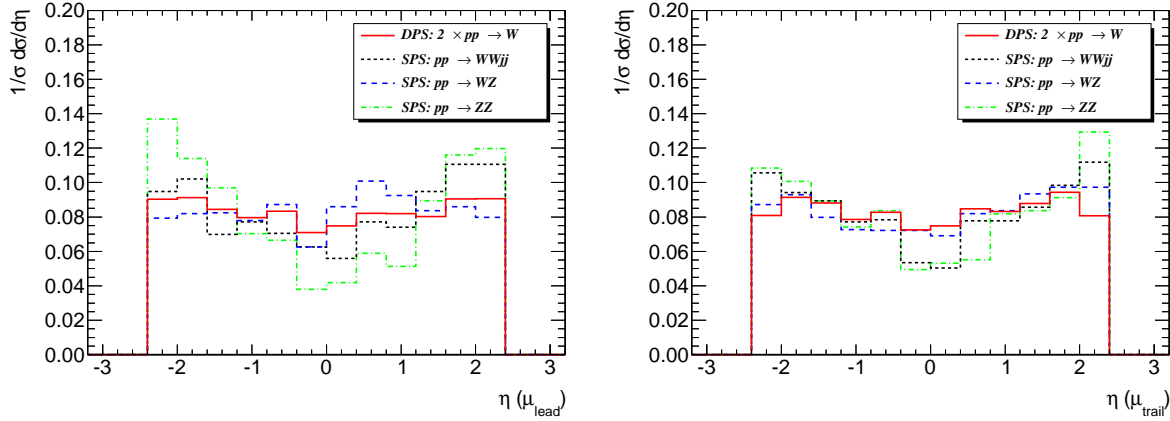 1/σ dσ/dη
0.20
0.18
0.16
0.14
0.12
0.10
0.08
0.06
0.04
0.02
0.00
DPS: 2 × pp → W
SPS: pp → WWjj
SPS: pp → WZ
SPS: pp → ZZ
-3 -2 -1 0 1 2 3
η (μlead)
1/σ dσ/dη
0.20
0.18
0.16
0.14
0.12
0.10
0.08
0.06
0.04
0.02
0.00
DPS: 2 × pp → W
SPS: pp → WWjj
SPS: pp → WZ
SPS: pp → ZZ
-3 -2 -1 0 1 2 3
η (μtrail)